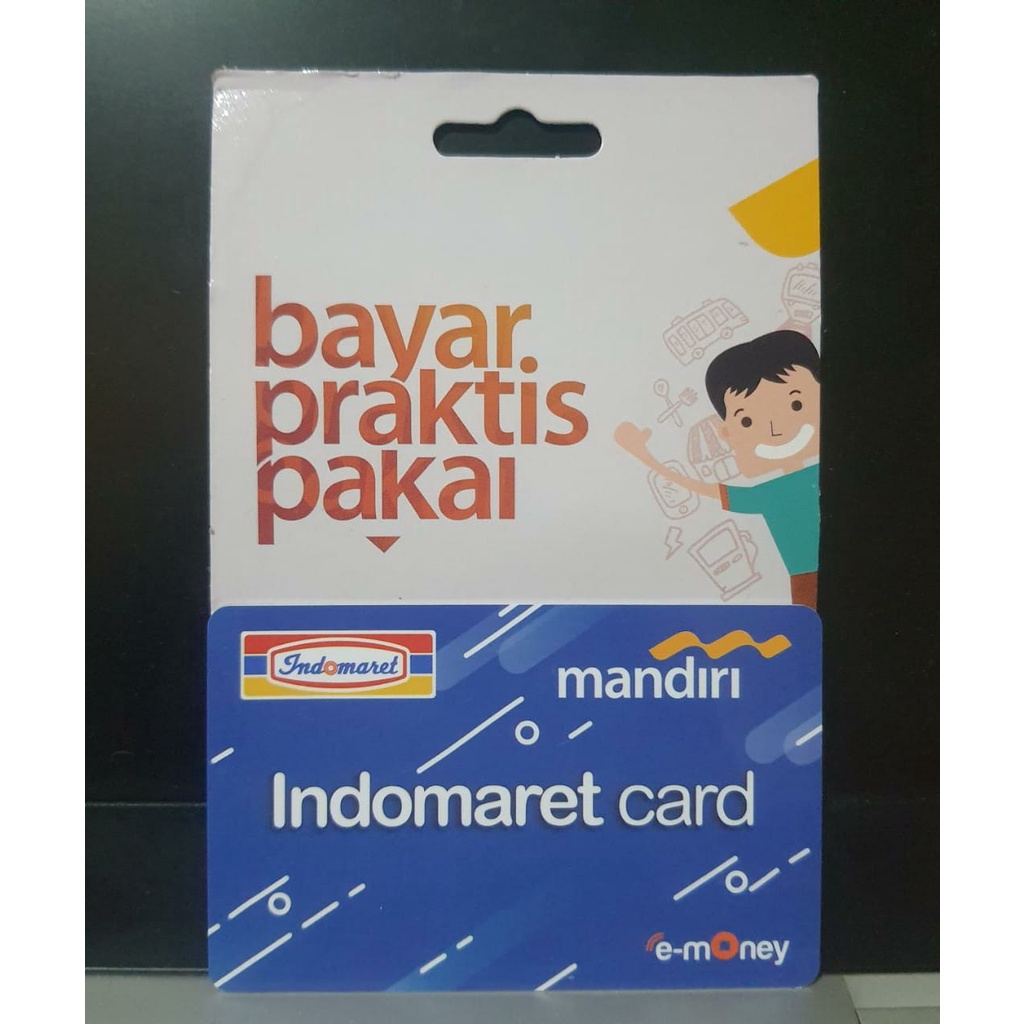 bayar
praktis
pakai
Indomaret
mandiri
Indomaret card
e-money